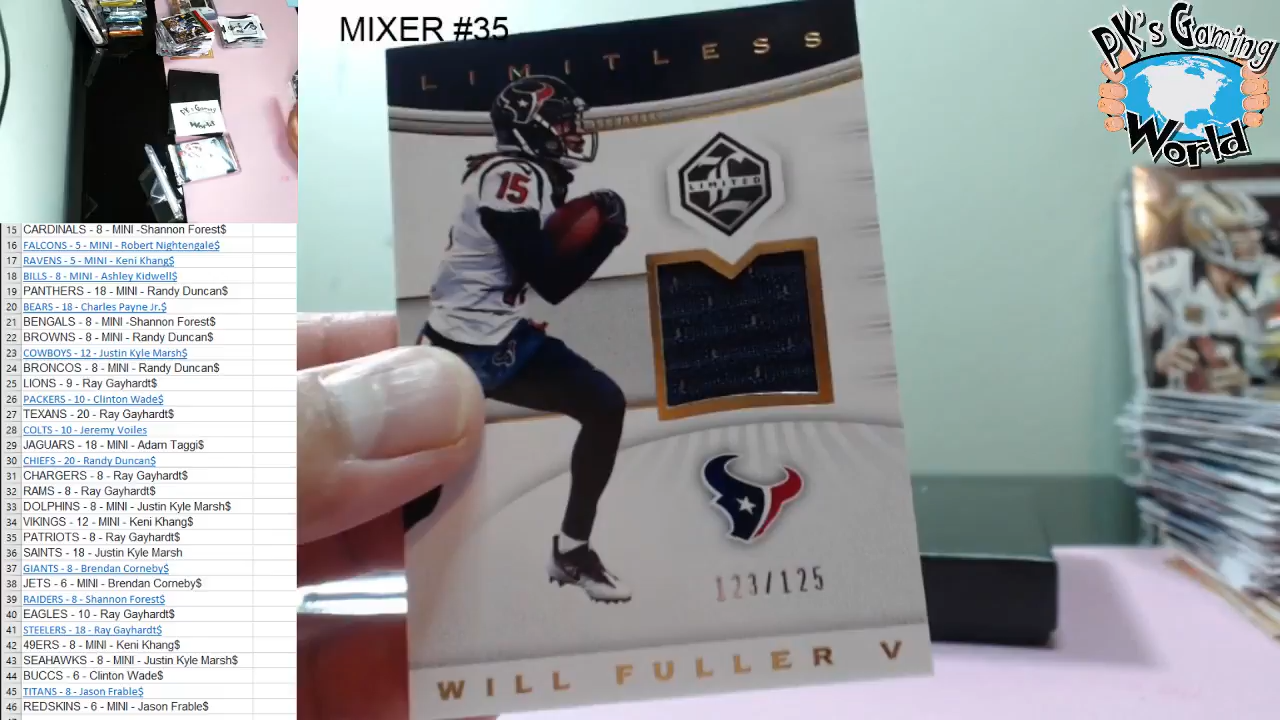 MIXER #35
PK's Gaming
World
LIMITLESS
15
LIMITED
123/125
WILL FULLER V
PK's Gaming
World
15 CARDINALS - 8 - MINI -Shannon Forest$
16 FALCONS - 5 - MINI - Robert Nightengale$
17 RAVENS - 5 - MINI - Keni Khang$
18 BILLS - 8 - MINI - Ashley Kidwell$
19 PANTHERS - 18 - MINI - Randy Duncan$
20 BEARS - 18 - Charles Payne Jr.$
21 BENGALS - 8 - MINI -Shannon Forest$
22 BROWNS - 8 - MINI - Randy Duncan$
23 COWBOYS - 12 - Justin Kyle Marsh$
24 BRONCOS - 8 - MINI - Randy Duncan$
25 LIONS - 9 - Ray Gayhardt$
26 PACKERS - 10 - Clinton Wade$
27 TEXANS - 20 - Ray Gayhardt$
28 COLTS - 10 - Jeremy Voiles
29 JAGUARS - 18 - MINI - Adam Taggi$
30 CHIEFS - 20 - Randy Duncan$
31 CHARGERS - 8 - Ray Gayhardt$
32 RAMS - 8 - Ray Gayhardt$
33 DOLPHINS - 8 - MINI - Justin Kyle Marsh$
34 VIKINGS - 12 - MINI - Keni Khang$
35 PATRIOTS - 8 - Ray Gayhardt$
36 SAINTS - 18 - Justin Kyle Marsh
37 GIANTS - 8 - Brendan Corneby$
38 JETS - 6 - MINI - Brendan Corneby$
39 RAIDERS - 8 - Shannon Forest$
40 EAGLES - 10 - Ray Gayhardt$
41 STEELERS - 18 - Ray Gayhardt$
42 49ERS - 8 - MINI - Keni Khang$
43 SEAHAWKS - 8 - MINI - Justin Kyle Marsh$
44 BUCCS - 6 - Clinton Wade$
45 TITANS - 8 - Jason Frable$
46 REDSKINS - 6 - MINI - Jason Frable$